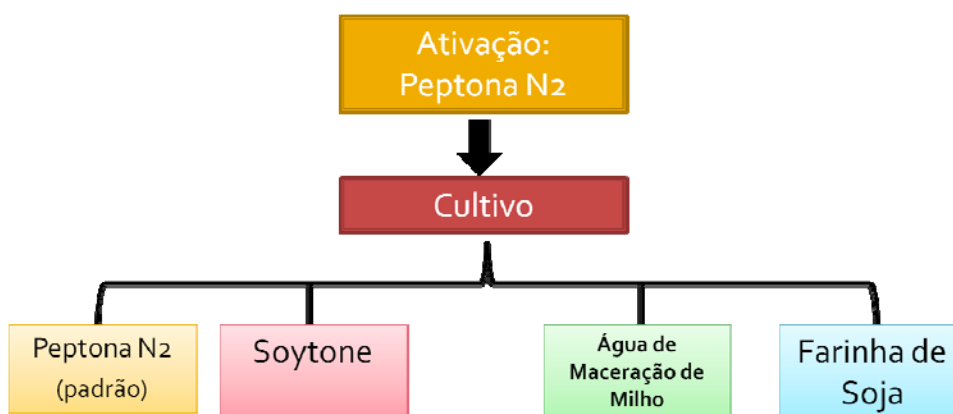 Ativação:
Peptona N2
Cultivo
Peptona N2
(padrão)
Soytone
Água de
Maceração de
Milho
Farinha de
Soja